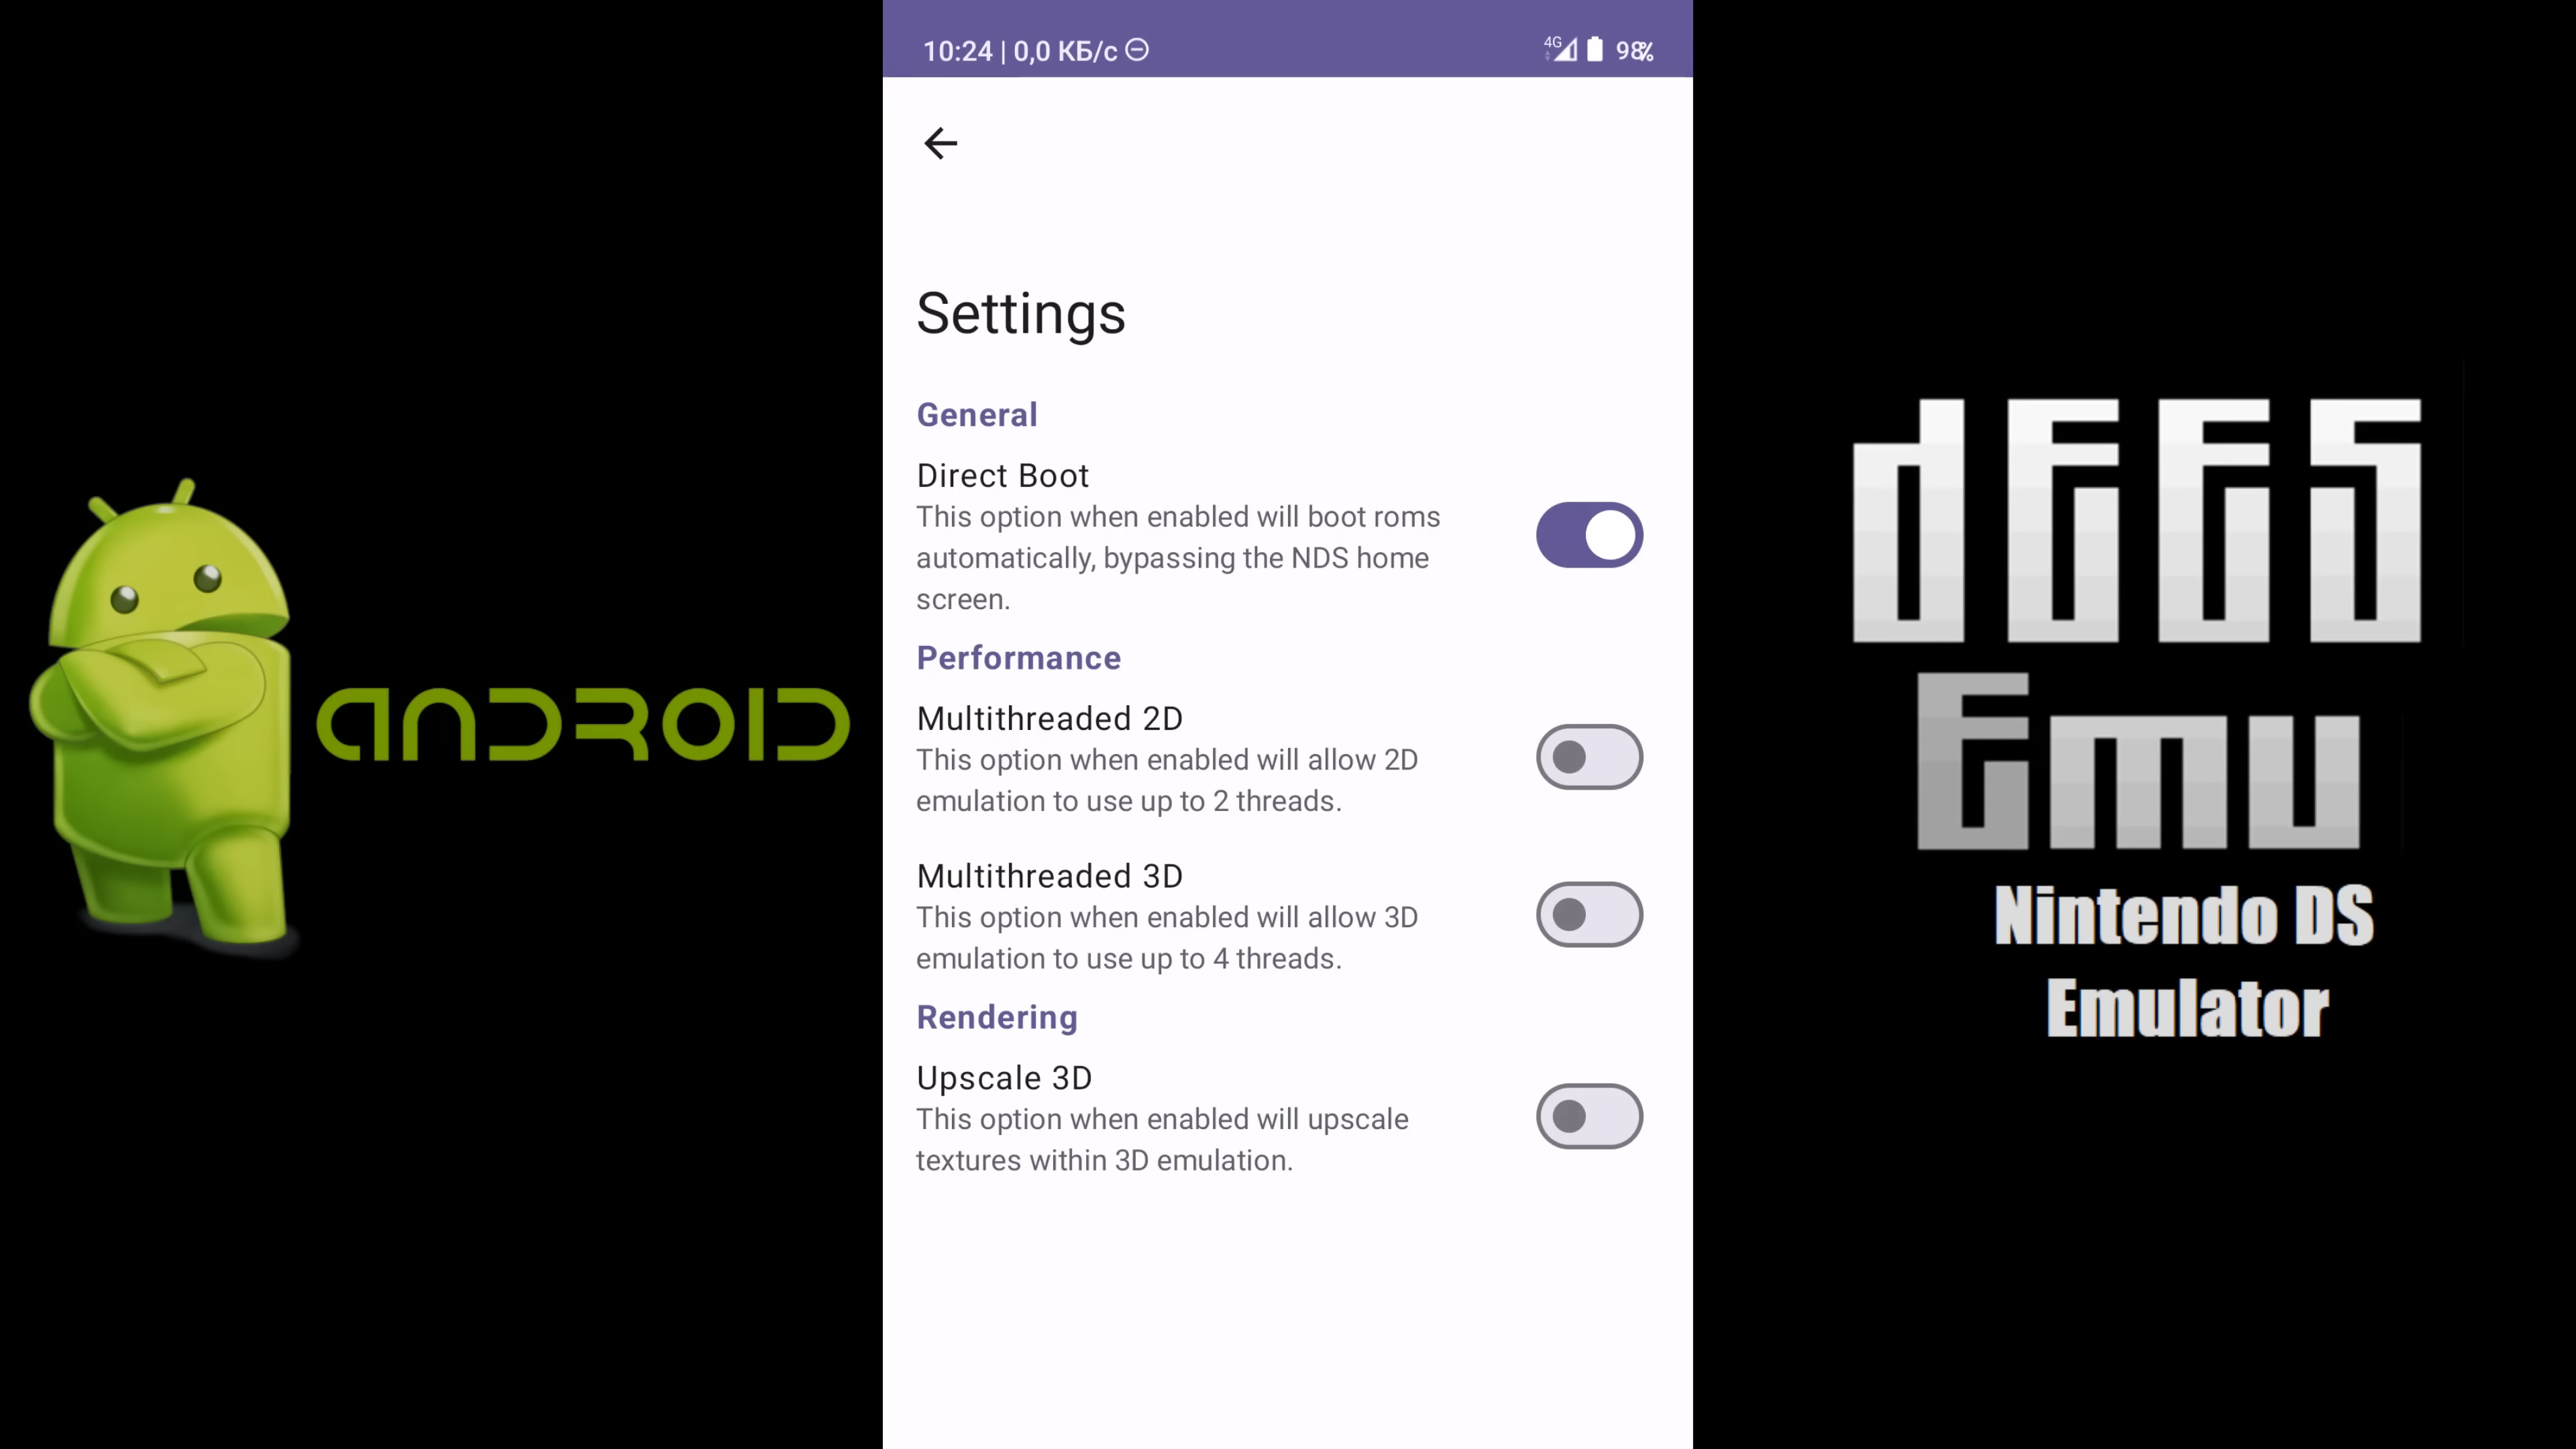 10:24 | 0,0 КБ/с
4G 98%
Settings
General
Direct Boot
This option when enabled will boot roms
automatically, bypassing the NDS home
screen.
Performance
Multithreaded 2D
This option when enabled will allow 2D
emulation to use up to 2 threads.
Multithreaded 3D
This option when enabled will allow 3D
emulation to use up to 4 threads.
Rendering
Upscale 3D
This option when enabled will upscale
textures within 3D emulation.
ANDROID
Emu
Nintendo DS
Emulator